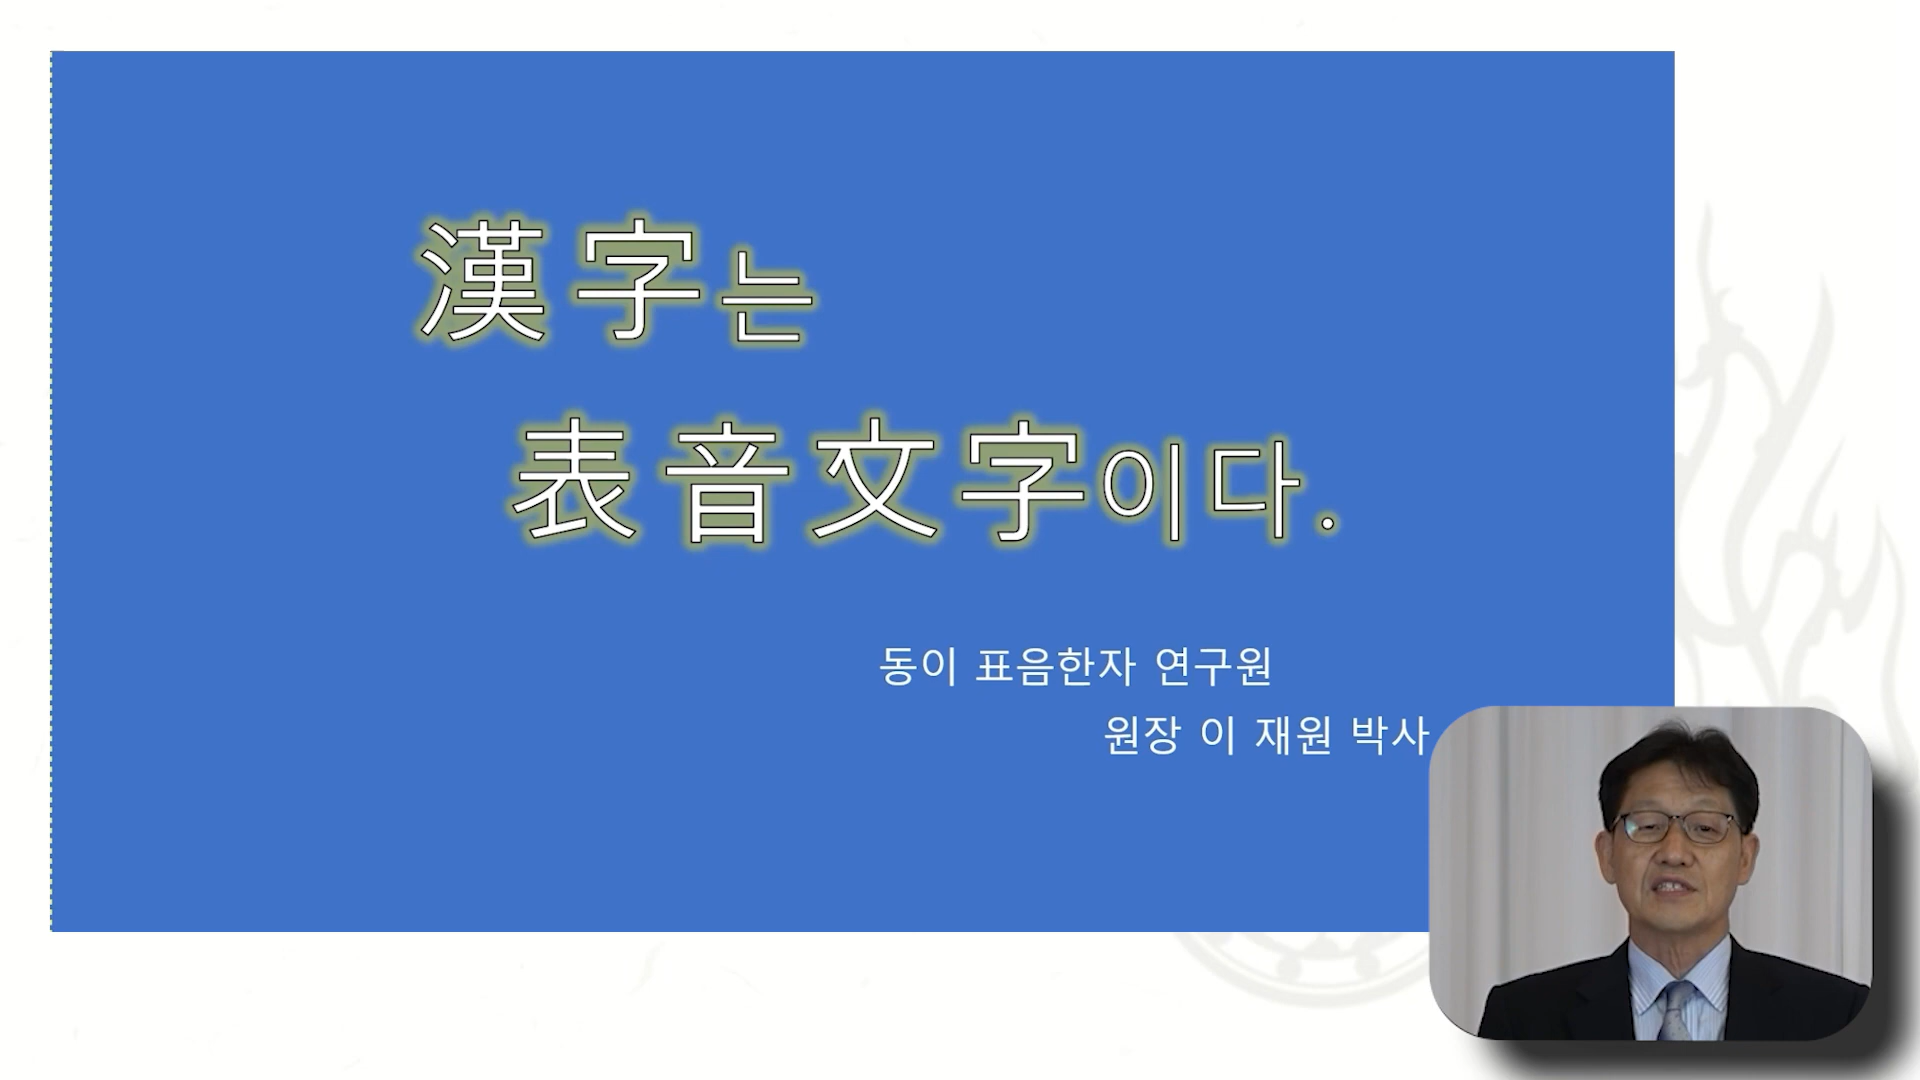 漢字는
表音文字이다.
동이 표음한자 연구원
원장 이 재원 박사